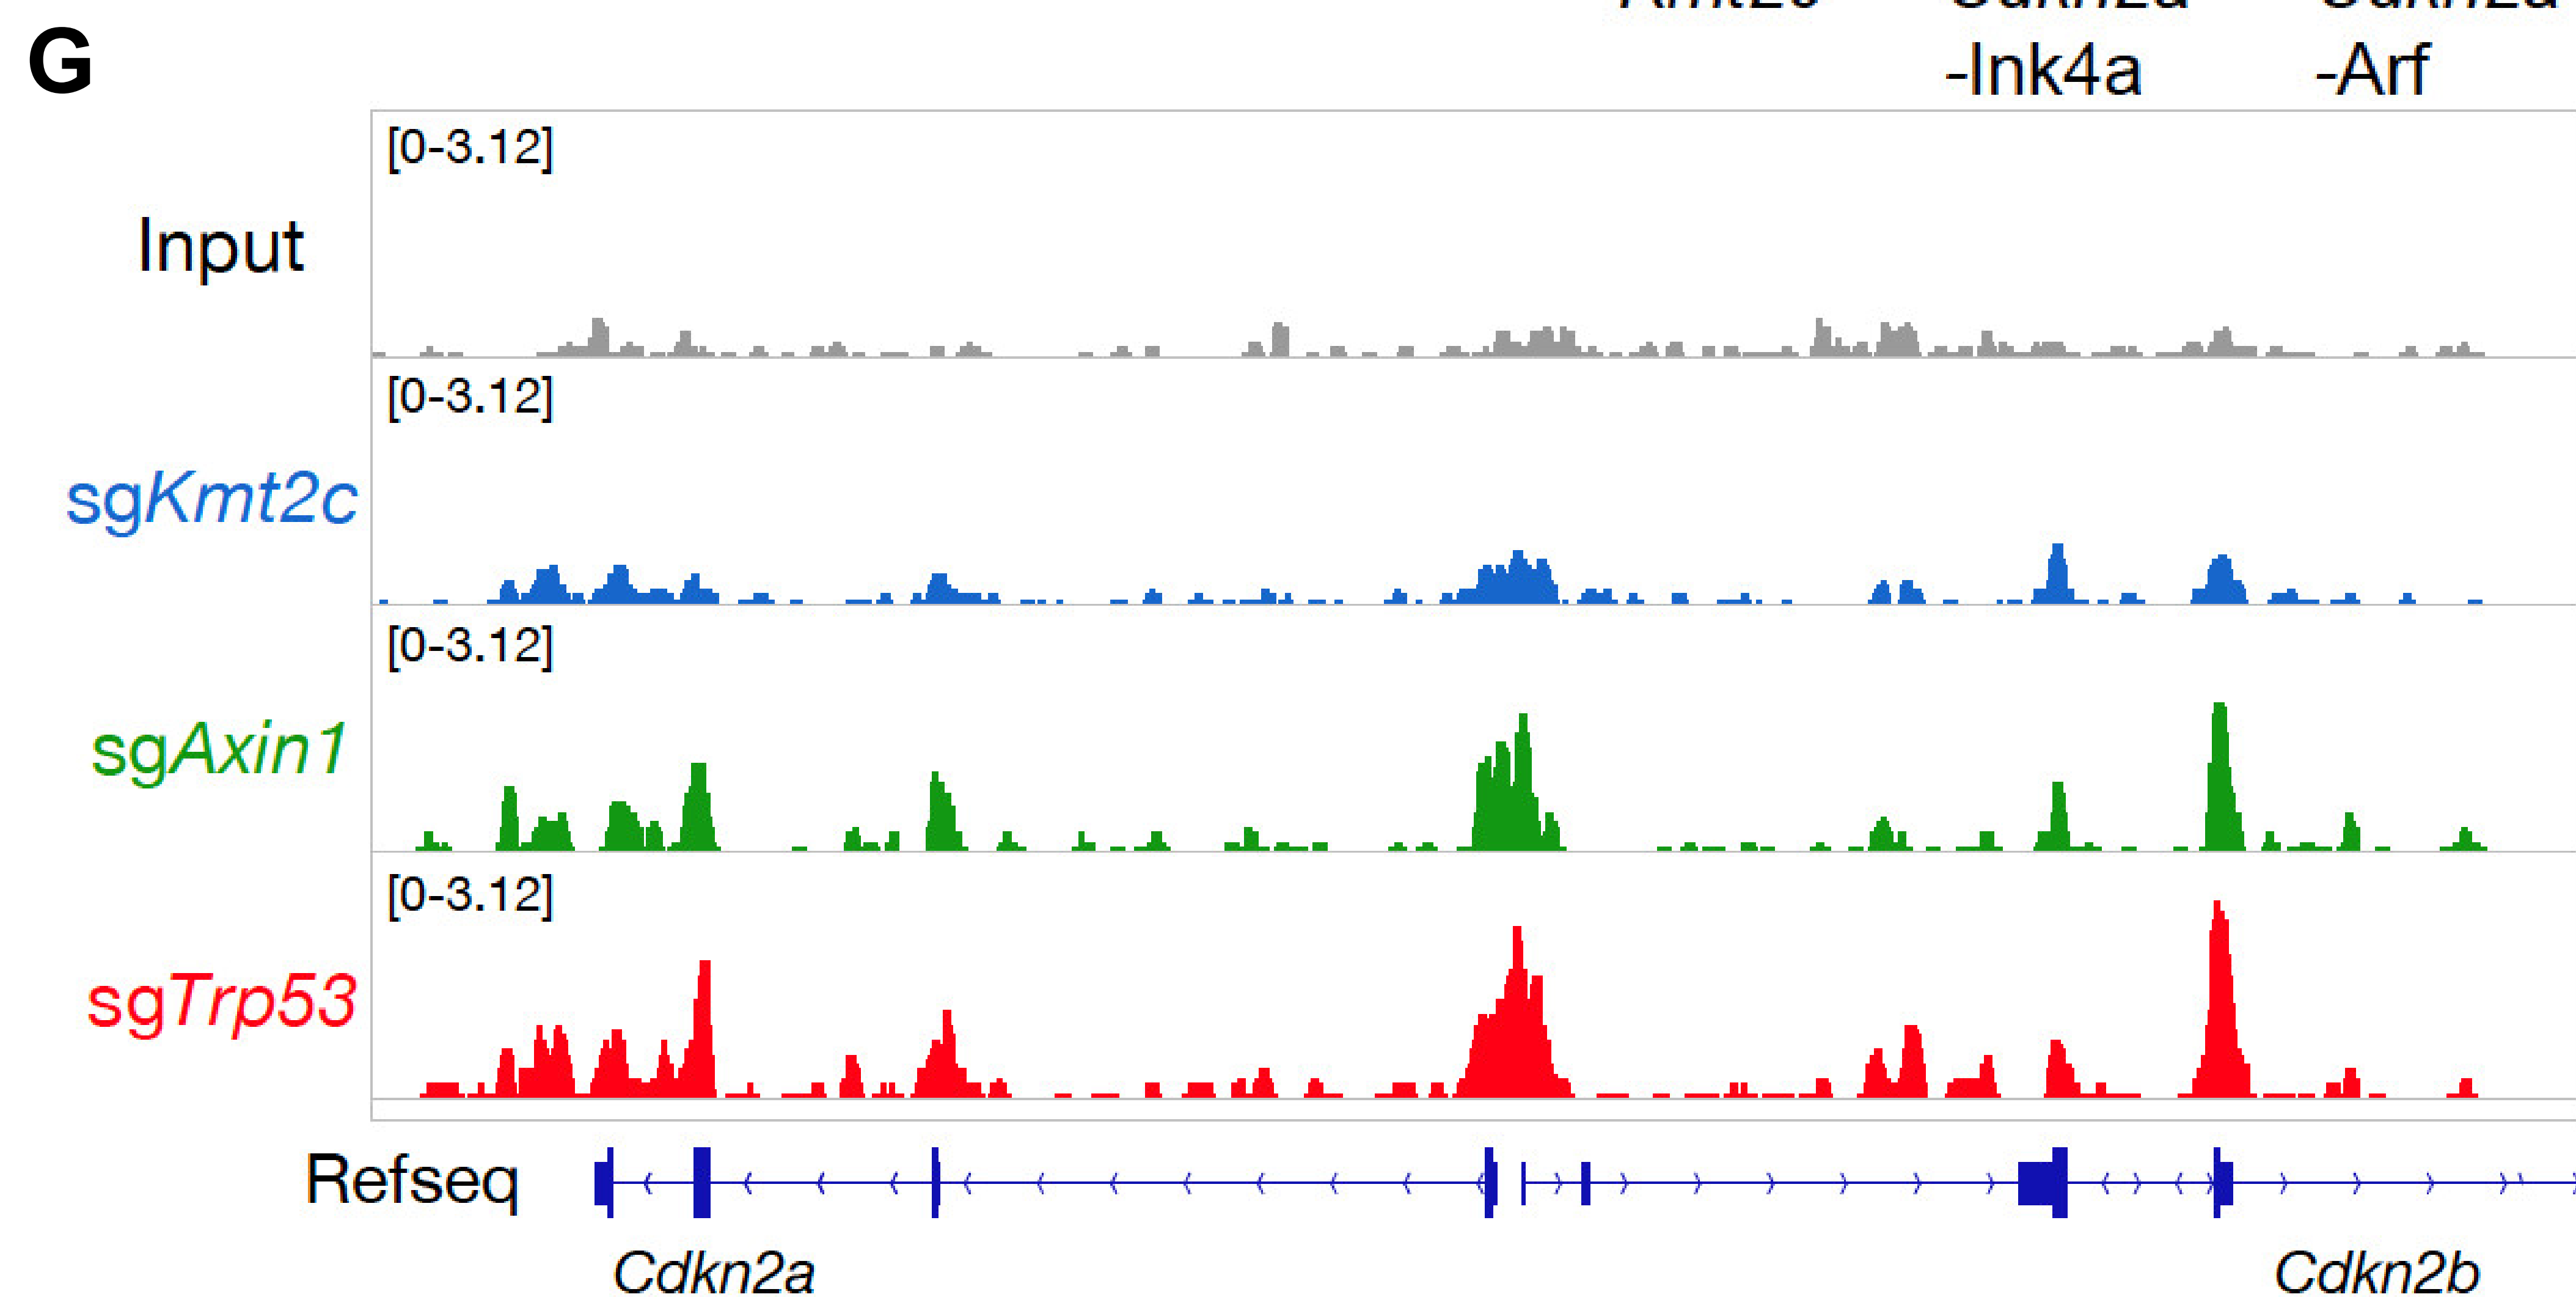 G
-Ink4a -Arf
[0-3.12]
Input
[0-3.12]
sgKmt2c
[0-3.12]
sgAxin1
[0-3.12]
sgTrp53
Refseq
Cdkn2a Cdkn2b